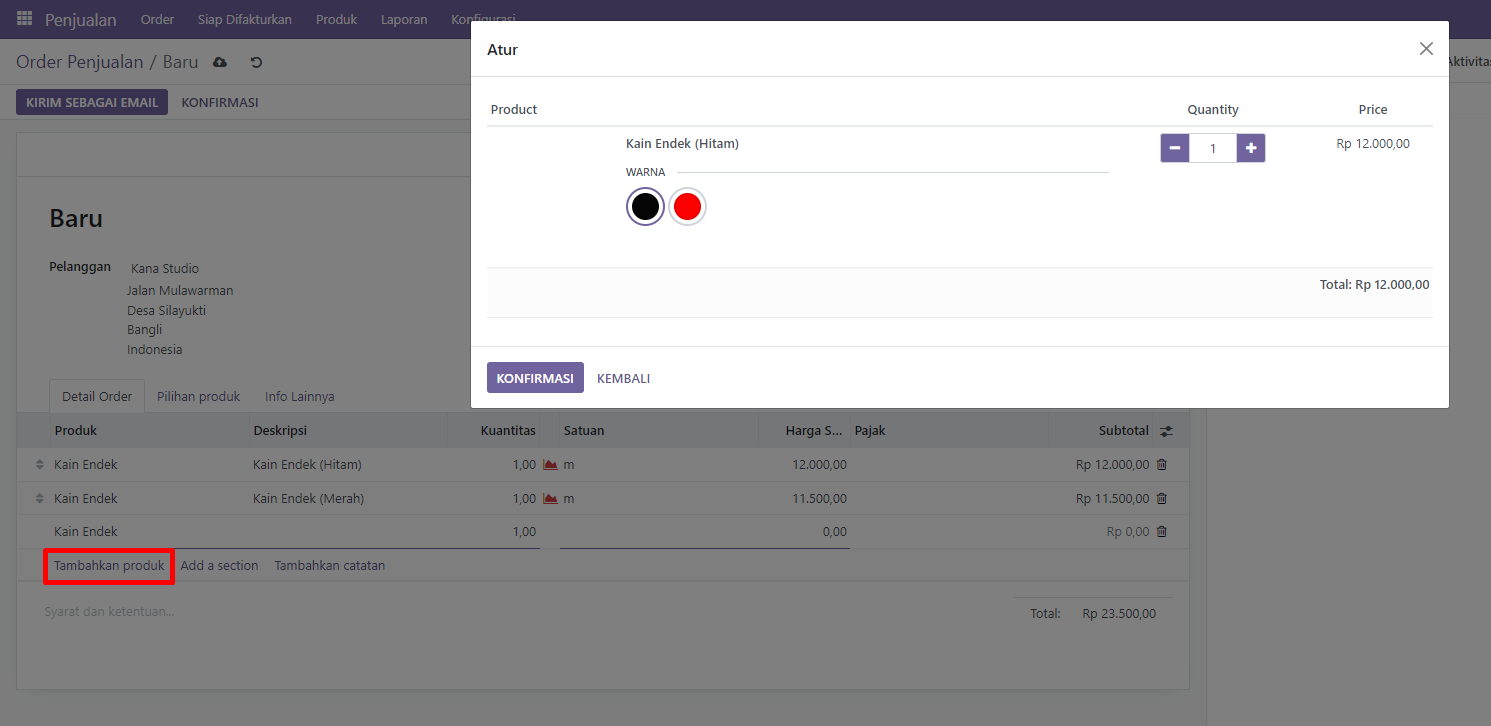 Penjualan Order Siap Difakturkan Produk Laporan Konfigurasi
Order Penjualan / Baru
Aktivitas
KIRIM SEBAGAI EMAIL KONFIRMASI
Atur
Product Quantity Price
Kain Endek (Hitam) 1 Rp 12.000,00
WARNA
Total: Rp 12.000,00
KONFIRMASI KEMBALI
Baru
Pelanggan Kana Studio
Jalan Mulawarman
Desa Silayukti
Bangli
Indonesia
Detail Order Pilihan produk Info Lainnya
Produk Deskripsi Kuantitas Satuan Harga S... Pajak Subtotal
Kain Endek Kain Endek (Hitam) 1,00 m 12.000,00 Rp 12.000,00
Kain Endek Kain Endek (Merah) 1,00 m 11.500,00 Rp 11.500,00
Kain Endek 1,00 0,00 Rp 0,00
Tambahkan produk Add a section Tambahkan catatan
Syarat dan ketentuan...
Total: Rp 23.500,00